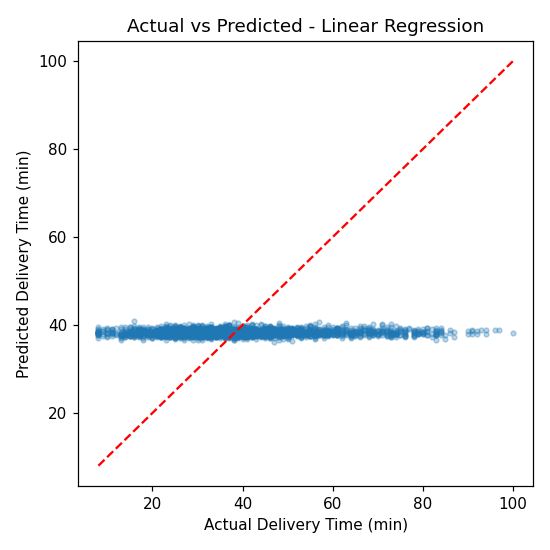 Actual vs Predicted - Linear Regression
100
80
60
40
20
Predicted Delivery Time (min)
20 40 60 80 100
Actual Delivery Time (min)